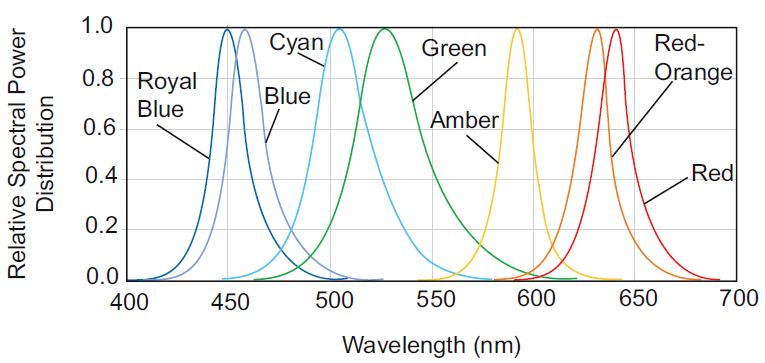 Relative Spectral Power
Distribution
1.0
0.8
0.6
0.4
0.2
0.0
Royal
Blue
Blue
Cyan
Green
Amber
Red-
Orange
Red
400
450
500
550
600
650
700
Wavelength (nm)